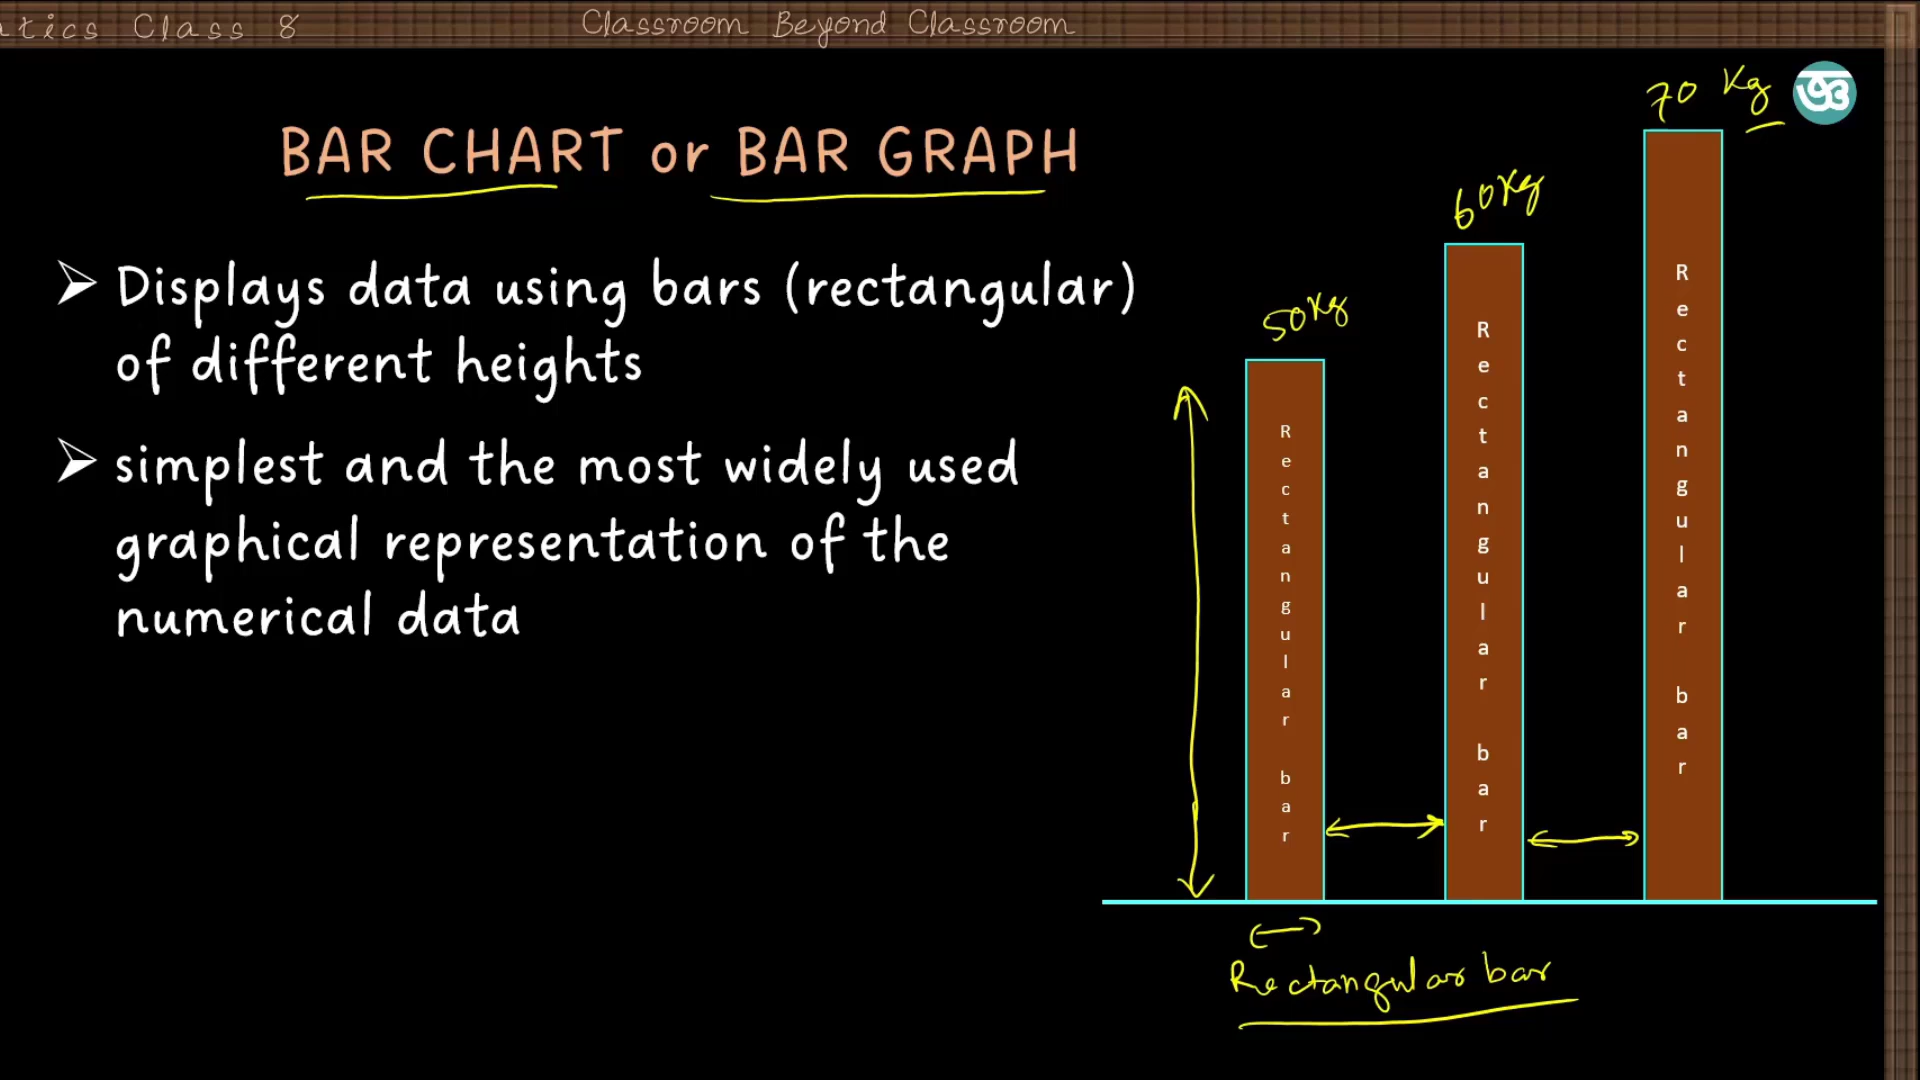 atics Class 8
Classroom Beyond Classroom
BAR CHART or BAR GRAPH
➢ Displays data using bars (rectangular)
of different heights
➢ simplest and the most widely used
graphical representation of the
numerical data
50Kg
60Kg
70 Kg
Rectangular bar
Rectangular bar
Rectangular bar
Rectangular bar